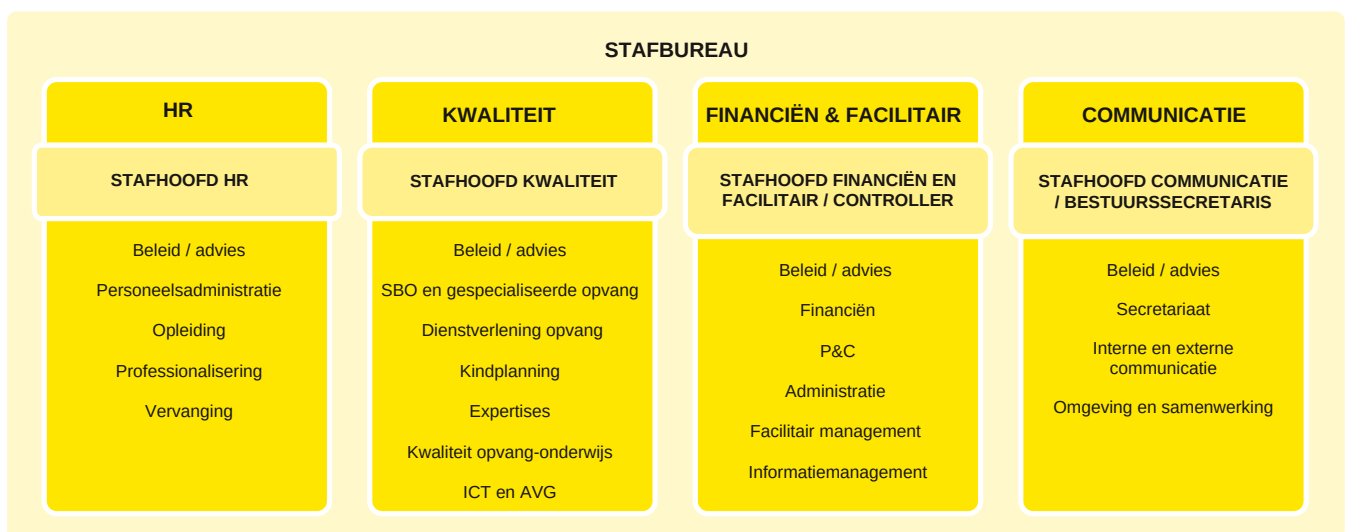 STAFBUREAU
HR
STAFHOOFD HR
Beleid / advies
Personeelsadministratie
Opleiding
Professionalisering
Vervanging
KWALITEIT
STAFHOOFD KWALITEIT
Beleid / advies
SBO en gespecialiseerde opvang
Dienstverlening opvang
Kindplanning
Expertises
Kwaliteit opvang-onderwijs
ICT en AVG
FINANCIËN & FACILITAIR
STAFHOOFD FINANCIËN EN
FACILITAIR / CONTROLLER
Beleid / advies
Financiën
P&C
Administratie
Facilitair management
Informatiemanagement
COMMUNICATIE
STAFHOOFD COMMUNICATIE
/ BESTUURSSECRETARIS
Beleid / advies
Secretariaat
Interne en externe
communicatie
Omgeving en samenwerking